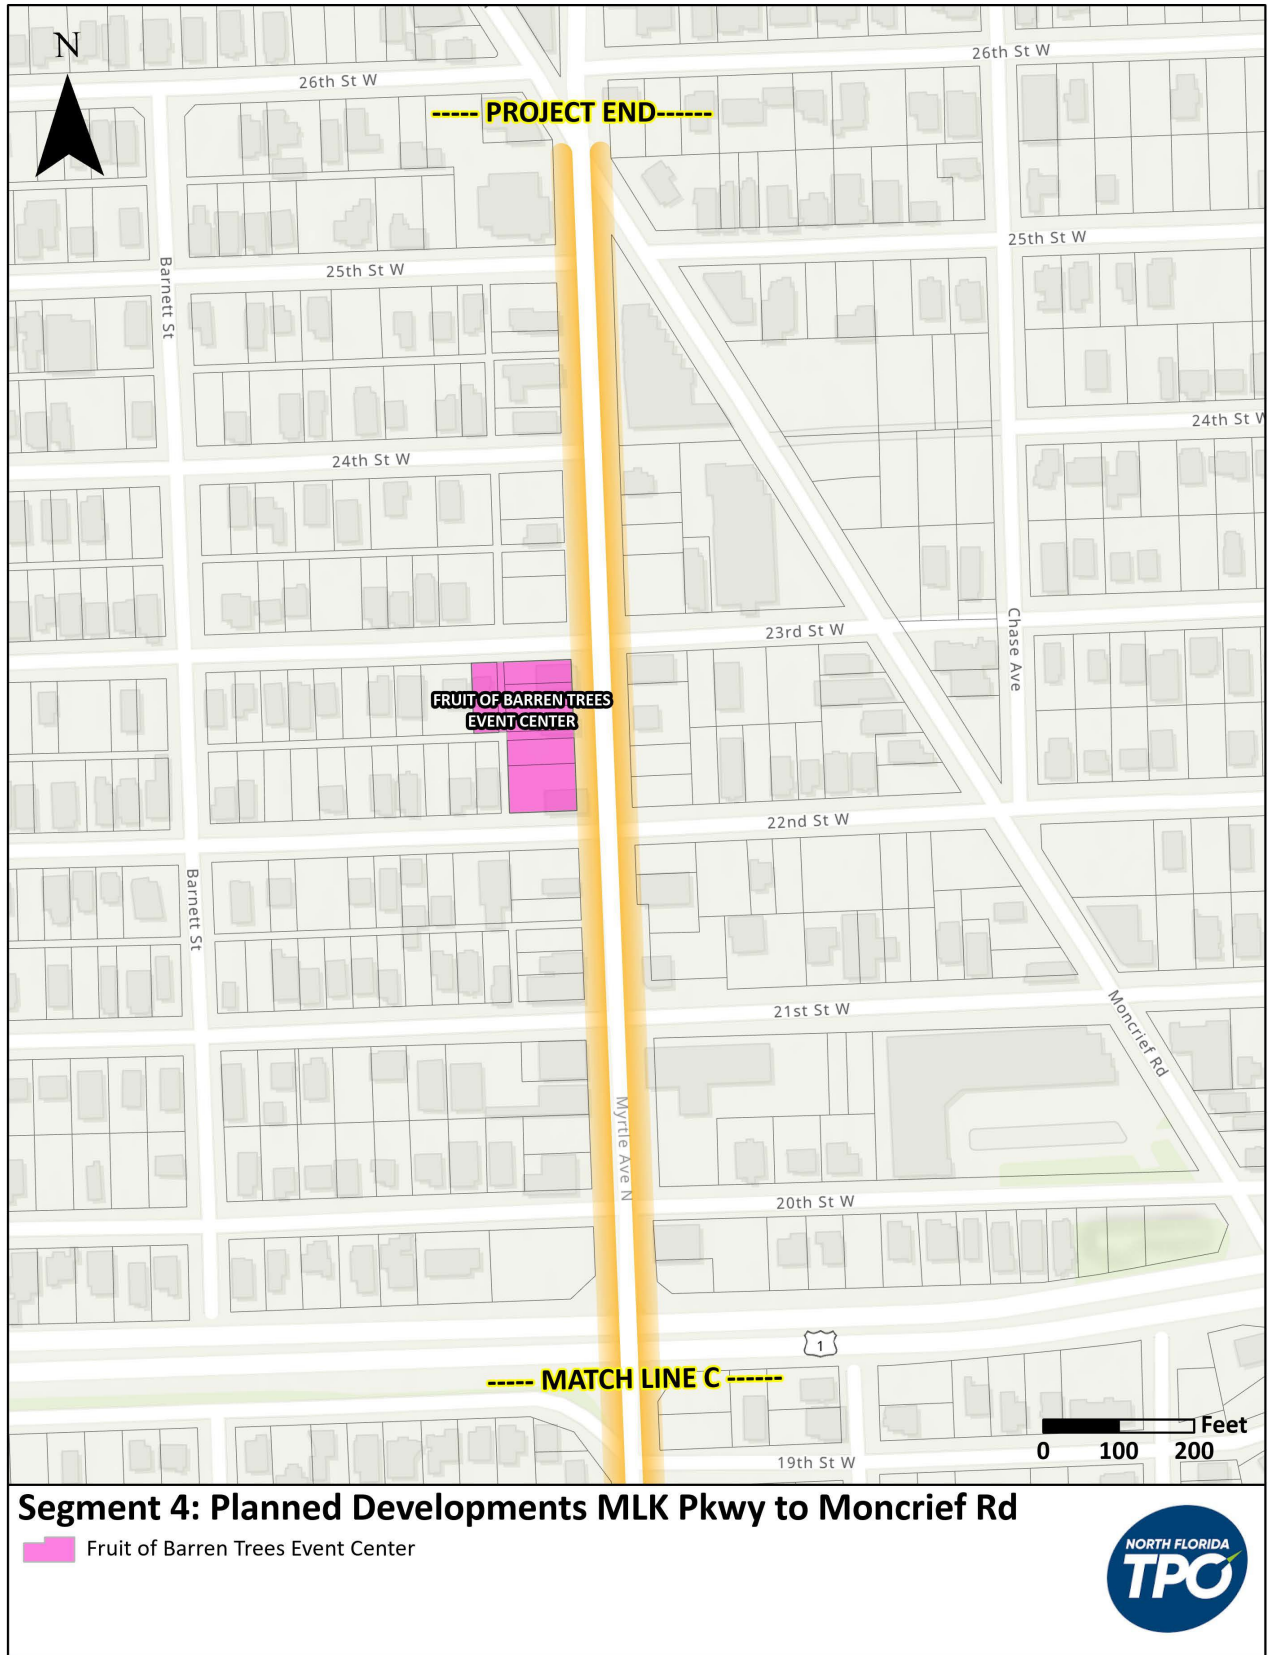 N
26th St W
26th St W
----- PROJECT END------
25th St W
25th St W
Barnett St
24th St W
24th St W
23rd St W
Chase Ave
FRUIT OF BARREN TREES
EVENT CENTER
22nd St W
Barnett St
21st St W
Moncrief Rd
Myrtle Ave N
20th St W
1
----- MATCH LINE C ------
Feet
0 100 200
19th St W
Segment 4: Planned Developments MLK Pkwy to Moncrief Rd
Fruit of Barren Trees Event Center
NORTH FLORIDA
TPO